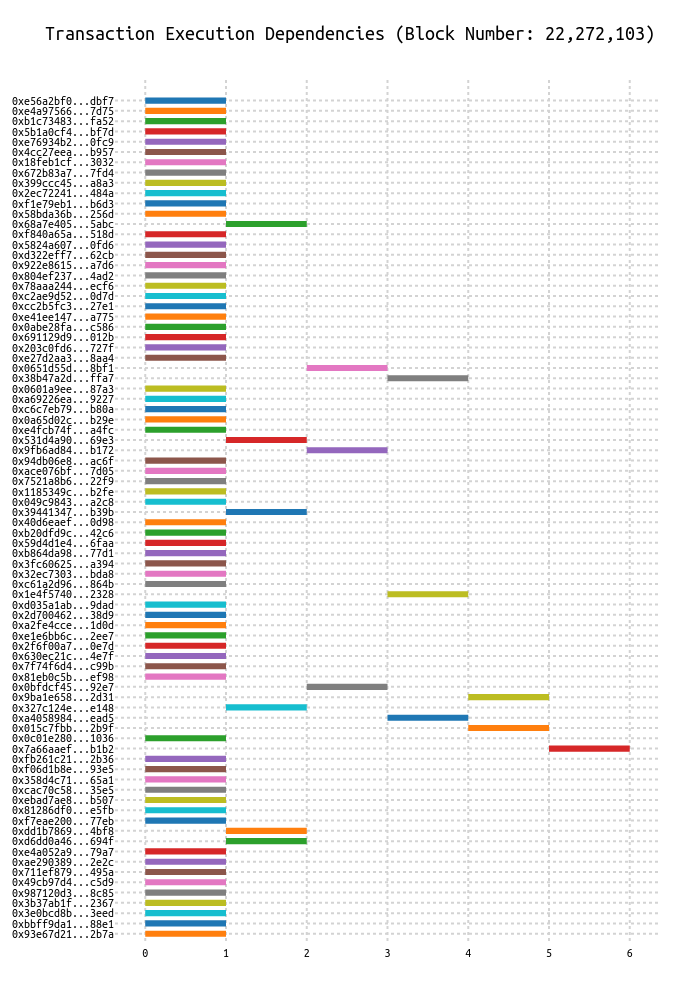 Transaction Execution Dependencies (Block Number: 22,272,103)
0xe56a2bf0...dbf7
0xe4a97566...7d75
0xb1c73483...fa52
0x5b1a0cf4...bf7d
0xe76934b2...0fc9
0x4cc27eea...b957
0x18feb1cf...3032
0x672b83a7...7fd4
0x399ccc45...a8a3
0x2ec72241...484a
0xf1e79eb1...b6d3
0x58bda36b...256d
0x68a7e405...5abc
0xf840a65a...518d
0x5824a607...0fd6
0xd322eff7...62cb
0x922e8615...a7d6
0x804ef237...4ad2
0x78aaa244...ecf6
0xc2ae9d52...0d7d
0xcc2b5fc3...27e1
0xe41ee147...a775
0x0abe28fa...c586
0x691129d9...012b
0x203c0fd6...727f
0xe27d2aa3...8aa4
0x0651d55d...8bf1
0x38b47a2d...ffa7
0x0601a9ee...87a3
0xa69226ea...9227
0xc6c7eb79...b80a
0x0a65d02c...b29e
0xe4fcb74f...a4fc
0x531d4a90...69e3
0x9fb6ad84...b172
0x94db06e8...ac6f
0xace076bf...7d05
0x7521a8b6...22f9
0x1185349c...b2fe
0x049c9843...a2c8
0x39441347...b39b
0x40d6eaef...0d98
0xb20dfd9c...42c6
0x59d4d1e4...6faa
0xb864da98...77d1
0x3fc60625...a394
0x32ec7303...bda8
0xc61a2d96...864b
0x1e4f5740...2328
0xd035a1ab...9dad
0x2d700462...38d9
0xa2fe4cce...1d0d
0xe1e6bb6c...2ee7
0x2f6f00a7...0e7d
0x630ec21c...4e7f
0x7f74f6d4...c99b
0x81eb0c5b...ef98
0x0bfdcf45...92e7
0x9ba1e658...2d31
0x327c124e...e148
0xa4058984...ead5
0x015c7fbb...2b9f
0x0c01e280...1036
0x7a66aaef...b1b2
0xfb261c21...2b36
0xf06d1b8e...93e5
0x358d4c71...65a1
0xcac70c58...35e5
0xebad7ae8...b507
0x81286df0...e5fb
0xf7eae200...77eb
0xdd1b7869...4bf8
0xd6dd0a46...694f
0xe4a052a9...79a7
0xae290389...2e2c
0x711ef879...495a
0x49cb97d4...c5d9
0x987120d3...8c85
0x3b37ab1f...2367
0x3e0bcd8b...3eed
0xbbff9da1...88e1
0x93e67d21...2b7a
0 1 2 3 4 5 6